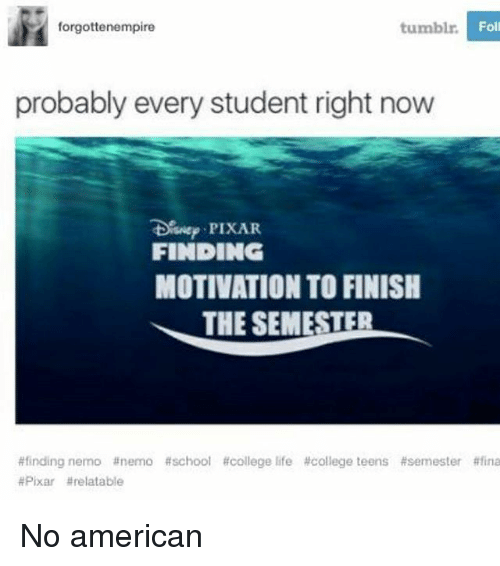 forgottenempire
tumblr.
Foll
probably every student right now
Disney PIXAR
FINDING
MOTIVATION TO FINISH
THE SEMESTER
#finding nemo #nemo #school #college life #college teens #semester #fina
#Pixar #relatable
No american